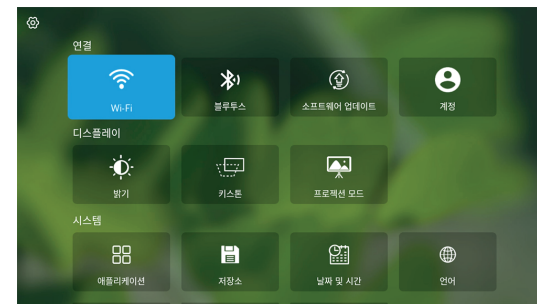 연결
Wi-Fi
블루투스
소프트웨어 업데이트
계정
디스플레이
밝기
키스톤
프로젝션 모드
시스템
애플리케이션
저장소
날짜 및 시간
언어